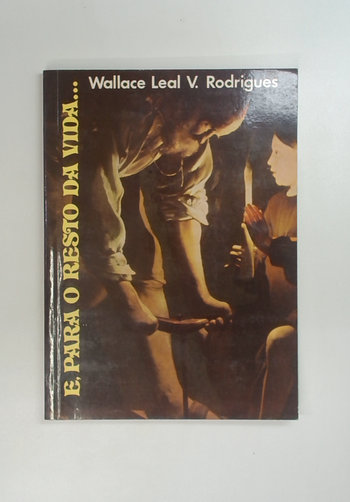 Wallace Leal V. Rodrigues
E, PARA O RESTO DA VIDA...